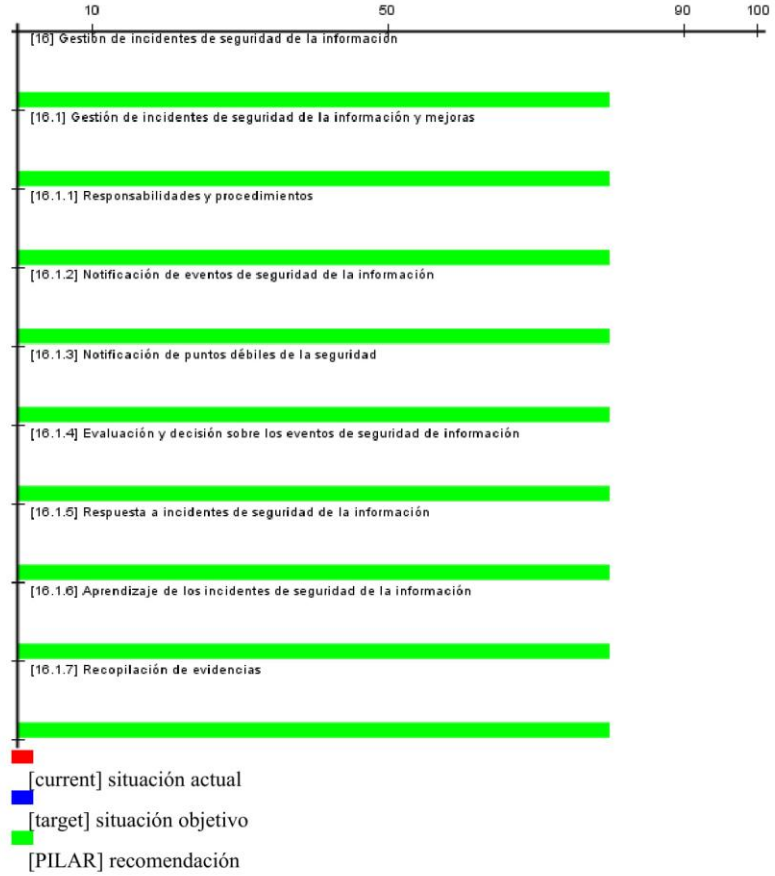 10 50 90 100
[16] Gestión de incidentes de seguridad de la información
[16.1] Gestión de incidentes de seguridad de la información y mejoras
[16.1.1] Responsabilidades y procedimientos
[16.1.2] Notificación de eventos de seguridad de la información
[16.1.3] Notificación de puntos débiles de la seguridad
[16.1.4] Evaluación y decisión sobre los eventos de seguridad de información
[16.1.5] Respuesta a incidentes de seguridad de la información
[16.1.6] Aprendizaje de los incidentes de seguridad de la información
[16.1.7] Recopilación de evidencias
[current] situación actual
[target] situación objetivo
[PILAR] recomendación